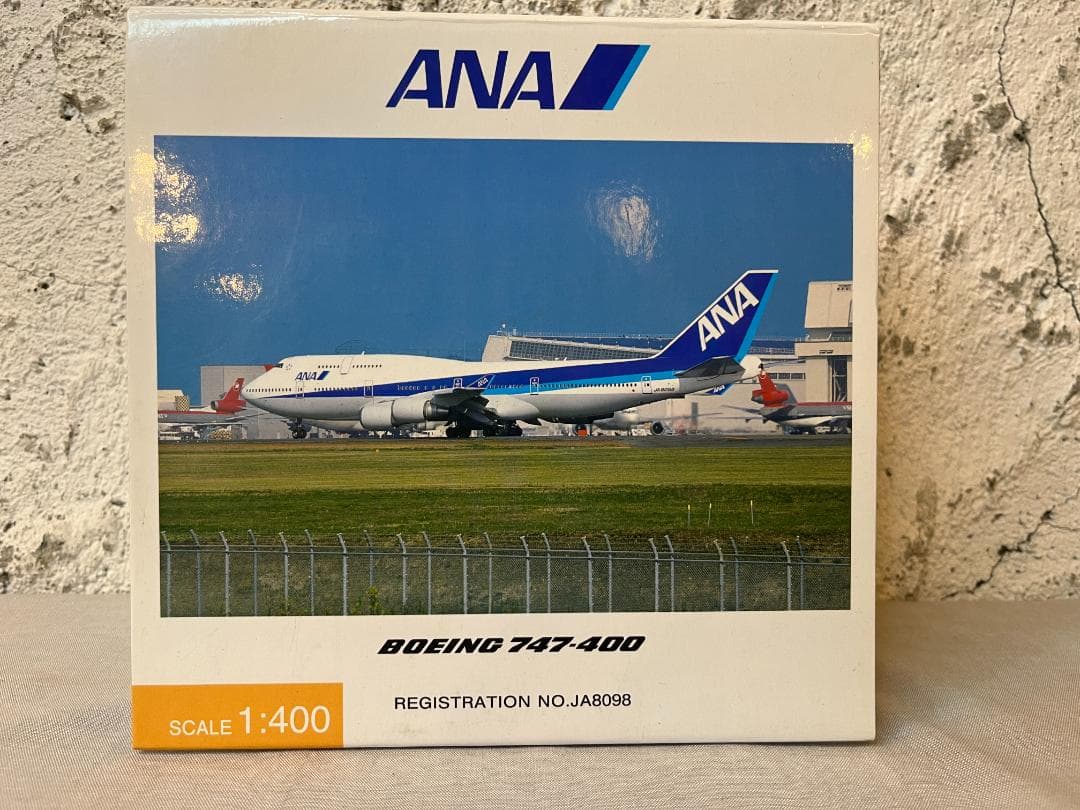 ANA
ANA
ANA
BOEING 747-400
REGISTRATION NO.JA8098
SCALE 1:400